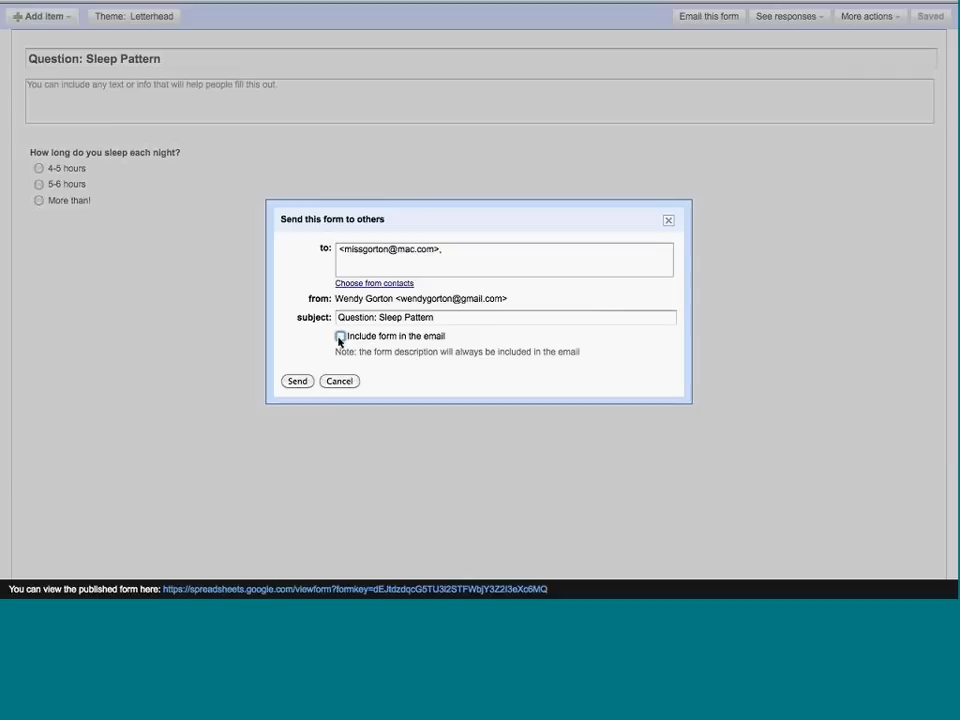 Add item
Theme: Letterhead
Email this form
See responses
More actions
Saved
Question: Sleep Pattern
You can include any text or info that will help people fill this out.
How long do you sleep each night?
4-5 hours
5-6 hours
More than!
Send this form to others
to: <missgorton@mac.com>,
Choose from contacts
from: Wendy Gorton <wendygorton@gmail.com>
subject: Question: Sleep Pattern
Include form in the email
Note: the form description will always be included in the email
Send
Cancel
You can view the published form here: